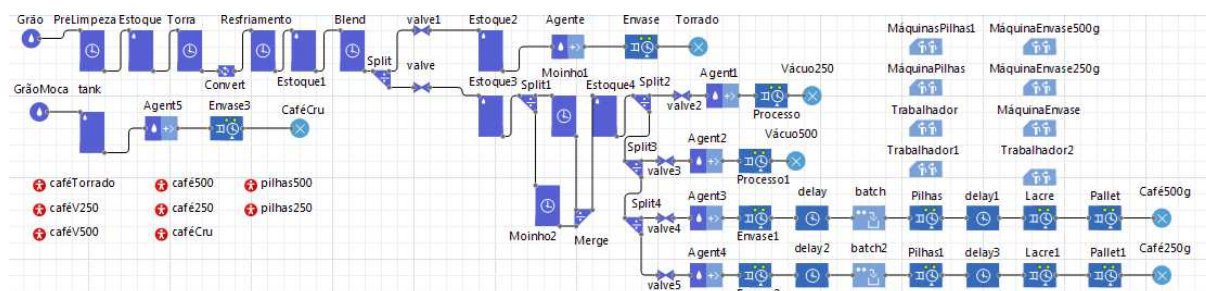 Grão PréLimpeza Estoque Torra Resfriamento Blend valve1 Estoque2 Agente Envase Torrado
MáquinasPilhas1 MáquinaEnvase500g
Split valve Moinho1
Convert Estoque1 Estoque3 Split1 Estoque4 Split2 Agent1 Vácuo250
MáquinaPilhas MáquinaEnvase250g
GrãoMoca tank Agent5 Envase3 CaféCru
valve2 Processo
Trabalhador MáquinaEnvase
Split3 Agent2 Vácuo500
Trabalhador1 Trabalhador2
caféTorrado café500 pilhas500
valve3 Processo1
caféV250 café250 pilhas250
Split4 Agent3 delay batch Pilhas delay1 Lacre Pallet Café500g
caféV500 caféCru
Moinho2 Merge valve4 Envase1
Agent4 delay2 batch2 Pilhas1 delay3 Lacre1 Pallet1 Café250g
valve5